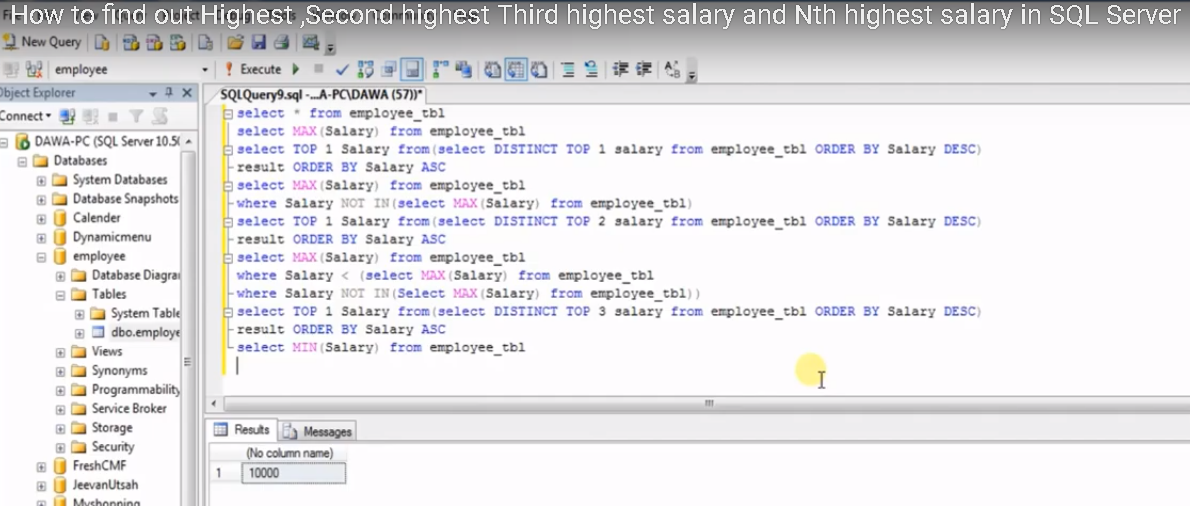 How to find out Highest ,Second highest Third highest salary and Nth highest salary in SQL Server
New Query
employee Execute
Object Explorer
SQLQuery9.sql -...A-PC\DAWA (57))*
Connect
DAWA-PC (SQL Server 10.50
Databases
System Databases
Database Snapshots
Calender
Dynamicmenu
employee
Database Diagra
Tables
System Table
dbo.employe
Views
Synonyms
Programmability
Service Broker
Storage
Security
FreshCMF
JeevanUtsah
Myshopping
select * from employee_tbl
select MAX(Salary) from employee_tbl
select TOP 1 Salary from(select DISTINCT TOP 1 salary from employee_tbl ORDER BY Salary DESC)
result ORDER BY Salary ASC
select MAX(Salary) from employee_tbl
where Salary NOT IN(select MAX(Salary) from employee_tbl)
select TOP 1 Salary from(select DISTINCT TOP 2 salary from employee_tbl ORDER BY Salary DESC)
result ORDER BY Salary ASC
select MAX(Salary) from employee_tbl
where Salary < (select MAX(Salary) from employee_tbl
where Salary NOT IN(Select MAX(Salary) from employee_tbl))
select TOP 1 Salary from(select DISTINCT TOP 3 salary from employee_tbl ORDER BY Salary DESC)
result ORDER BY Salary ASC
select MIN(Salary) from employee_tbl
Results Messages
(No column name)
1 10000